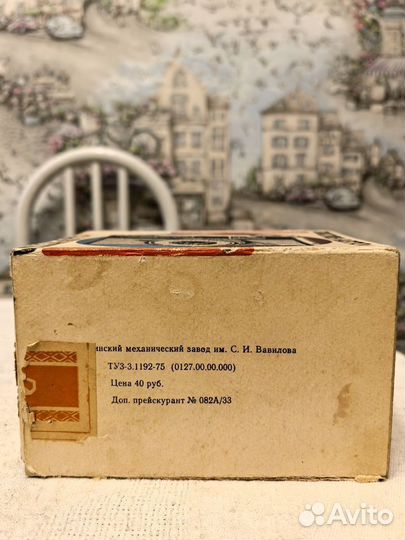 инский механический завод им. С. И. Вавилова
ТУЗ-3.1192-75 (0127.00.00.000)
Цена 40 руб.
Доп. прейскурант № 082А/33
Avito